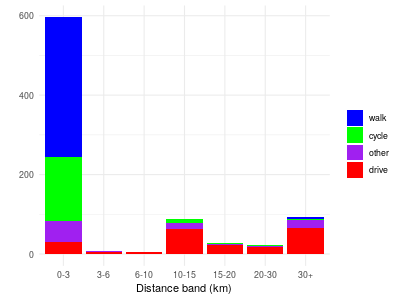 600
400
200
0
0-3 3-6 6-10 10-15 15-20 20-30 30+
Distance band (km)
walk
cycle
other
drive